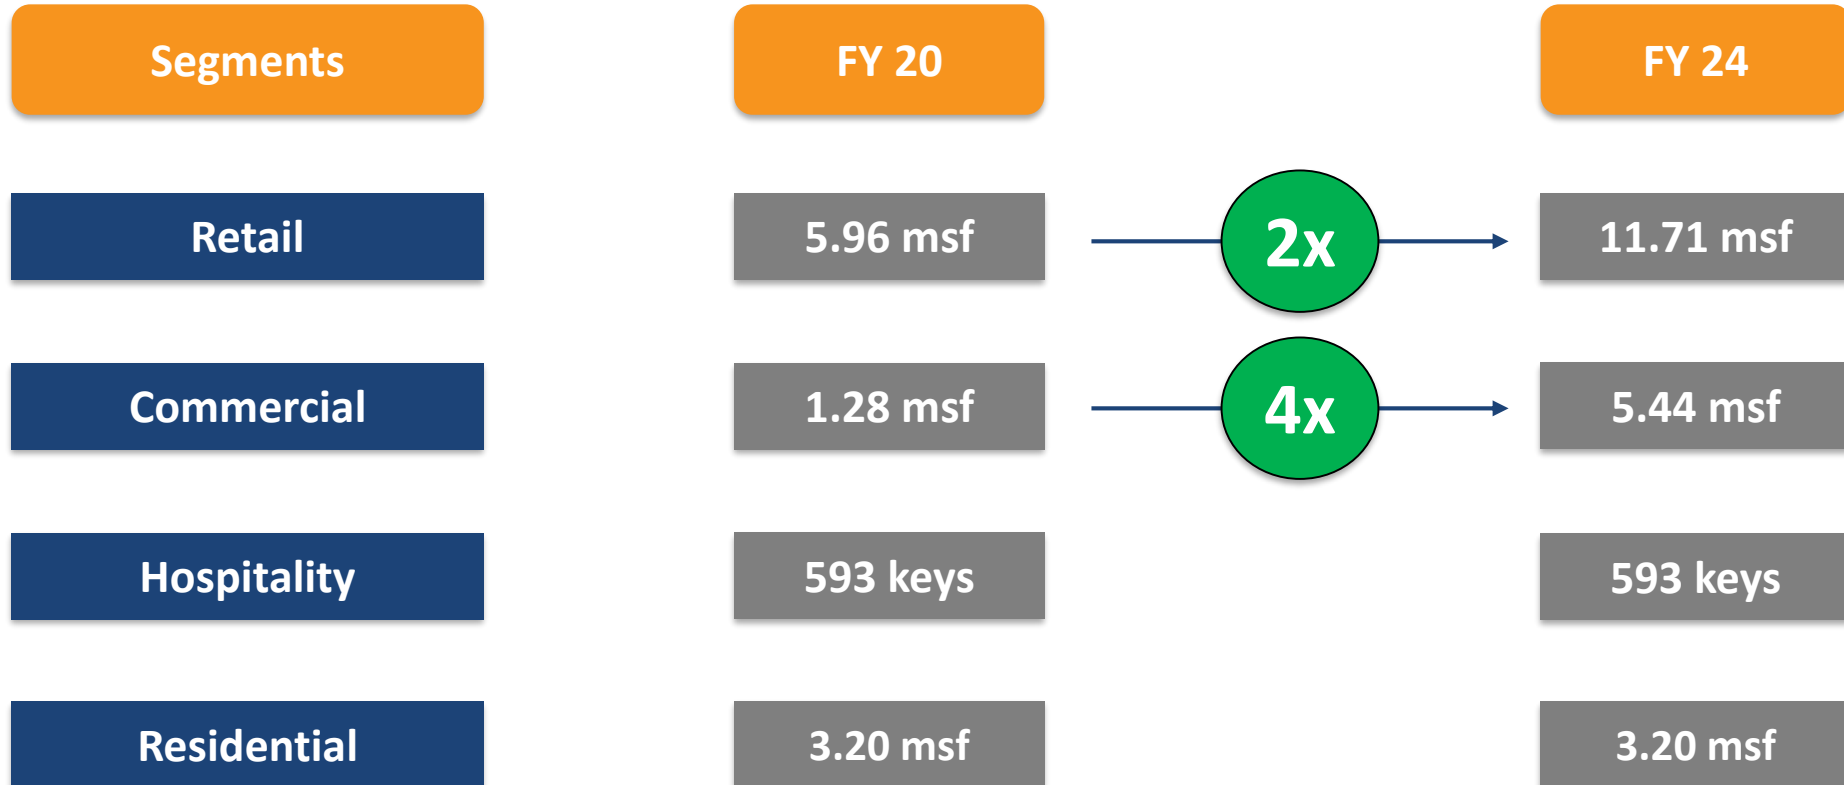 Segments FY 20 FY 24
Retail 5.96 msf 2x 11.71 msf
Commercial 1.28 msf 4x 5.44 msf
Hospitality 593 keys 593 keys
Residential 3.20 msf 3.20 msf